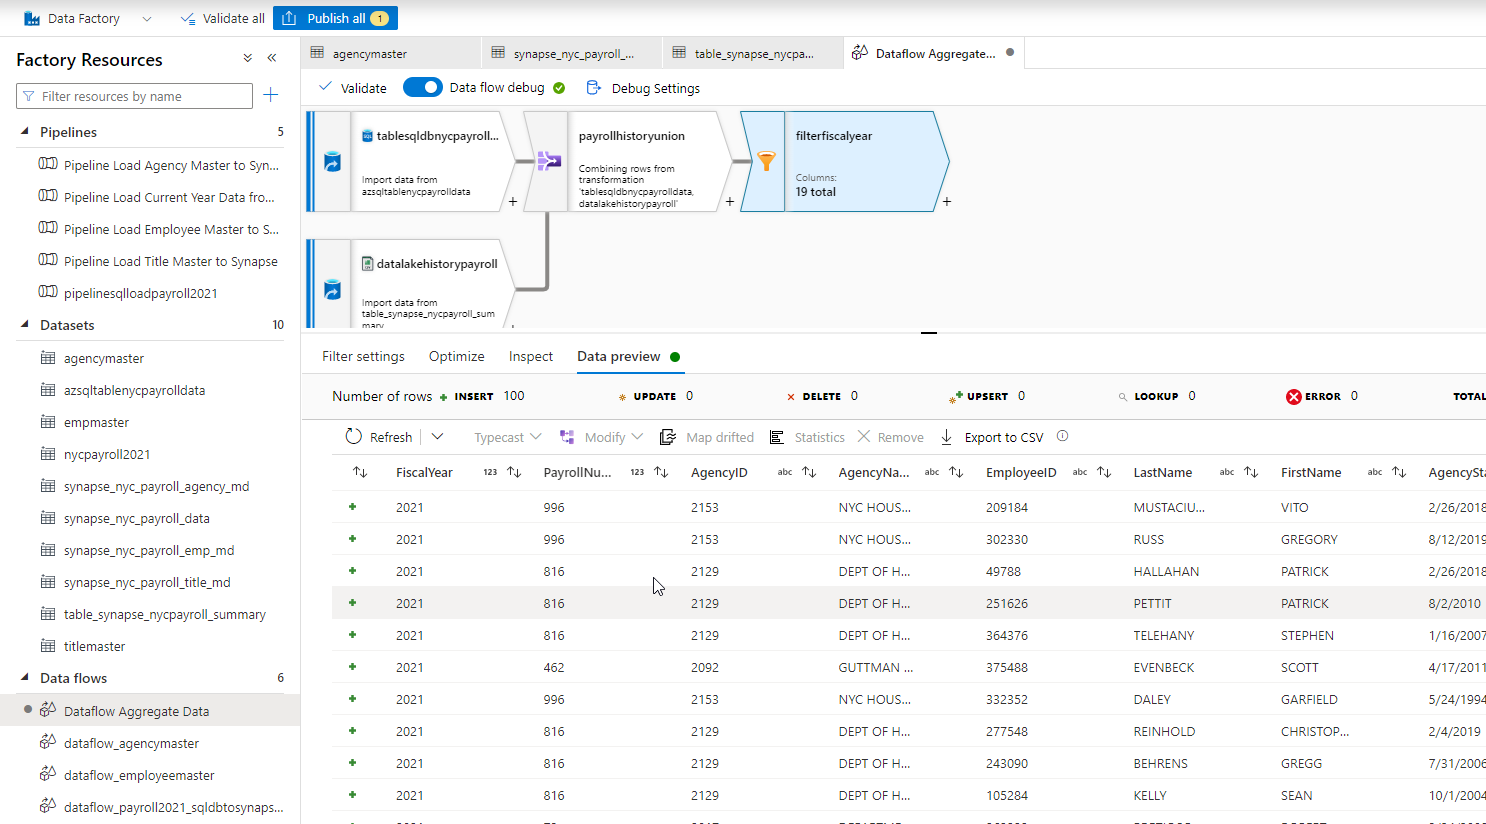 Data Factory
Validate all
Publish all 1
Factory Resources
Filter resources by name
Pipelines 5
Pipeline Load Agency Master to Syn...
Pipeline Load Current Year Data fro...
Pipeline Load Employee Master to S...
Pipeline Load Title Master to Synapse
pipelinesqlloadpayroll2021
Datasets 10
agencymaster
azsqltablenycpayrolldata
empmaster
nycpayroll2021
synapse_nyc_payroll_agency_md
synapse_nyc_payroll_data
synapse_nyc_payroll_emp_md
synapse_nyc_payroll_title_md
table_synapse_nycpayroll_summary
titlemaster
Data flows 6
Dataflow Aggregate Data
dataflow_agencymaster
dataflow_employeemaster
dataflow_payroll2021_sqldbtosynaps...
agencymaster
synapse_nyc_payroll_...
table_synapse_nycpa...
Dataflow Aggregate...
Validate
Data flow debug
Debug Settings
tablesqldbnycpayroll...
Import data from
azsqltablenycpayrolldata
+
payrollhistoryunion
Combining rows from
transformation
'tablesqldbnycpayrolldata,
datalakehistorypayroll'
+
filterfiscalyear
Columns:
19 total
+
datalakehistorypayroll
Import data from
table_synapse_nycpayroll_sum
mary
Filter settings
Optimize
Inspect
Data preview
Number of rows + INSERT 100 UPDATE 0 DELETE 0 UPSERT 0 LOOKUP 0 ERROR 0 TOTAL
Refresh Typecast Modify Map drifted Statistics Remove Export to CSV
FiscalYear 123 PayrollNu... 123 AgencyID abc AgencyNa... abc EmployeeID abc LastName abc FirstName abc AgencySta
2021 996 2153 NYC HOUS... 209184 MUSTACIU... VITO 2/26/2018
2021 996 2153 NYC HOUS... 302330 RUSS GREGORY 8/12/2019
2021 816 2129 DEPT OF H... 49788 HALLAHAN PATRICK 2/26/2018
2021 816 2129 DEPT OF H... 251626 PETTIT PATRICK 8/2/2010
2021 816 2129 DEPT OF H... 364376 TELEHANY STEPHEN 1/16/2007
2021 462 2092 GUTTMAN ... 375488 EVENBECK SCOTT 4/17/2011
2021 996 2153 NYC HOUS... 332352 DALEY GARFIELD 5/24/1994
2021 816 2129 DEPT OF H... 277548 REINHOLD CHRISTOP... 2/4/2019
2021 816 2129 DEPT OF H... 243090 BEHRENS GREGG 7/31/2006
2021 816 2129 DEPT OF H... 105284 KELLY SEAN 10/1/2004